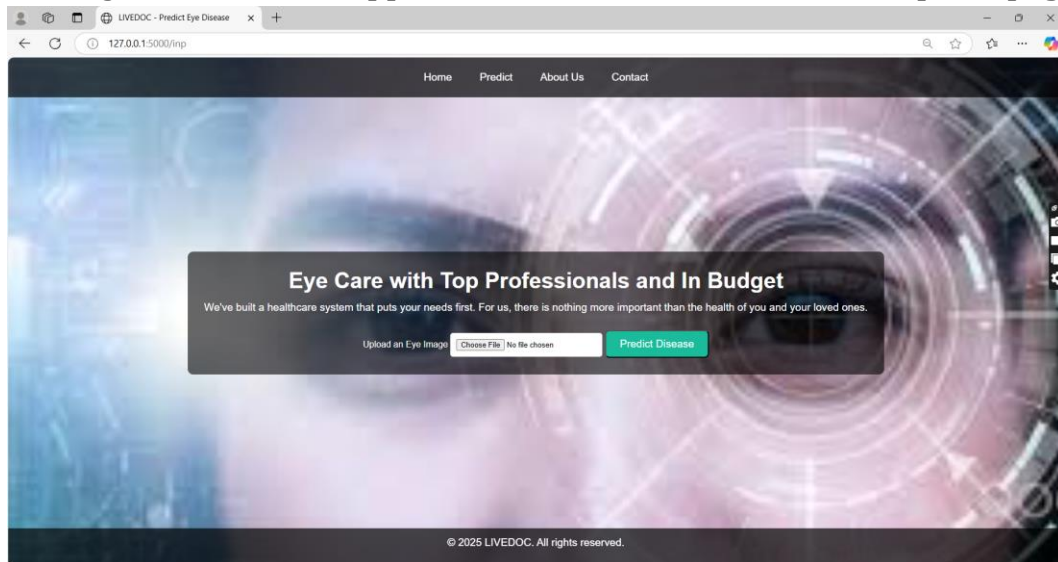 LIVEDOC - Predict Eye Disease
127.0.0.1:5000/inp
Home Predict About Us Contact
Eye Care with Top Professionals and In Budget
We've built a healthcare system that puts your needs first. For us, there is nothing more important than the health of you and your loved ones.
Upload an Eye Image Choose File No file chosen Predict Disease
© 2025 LIVEDOC. All rights reserved.